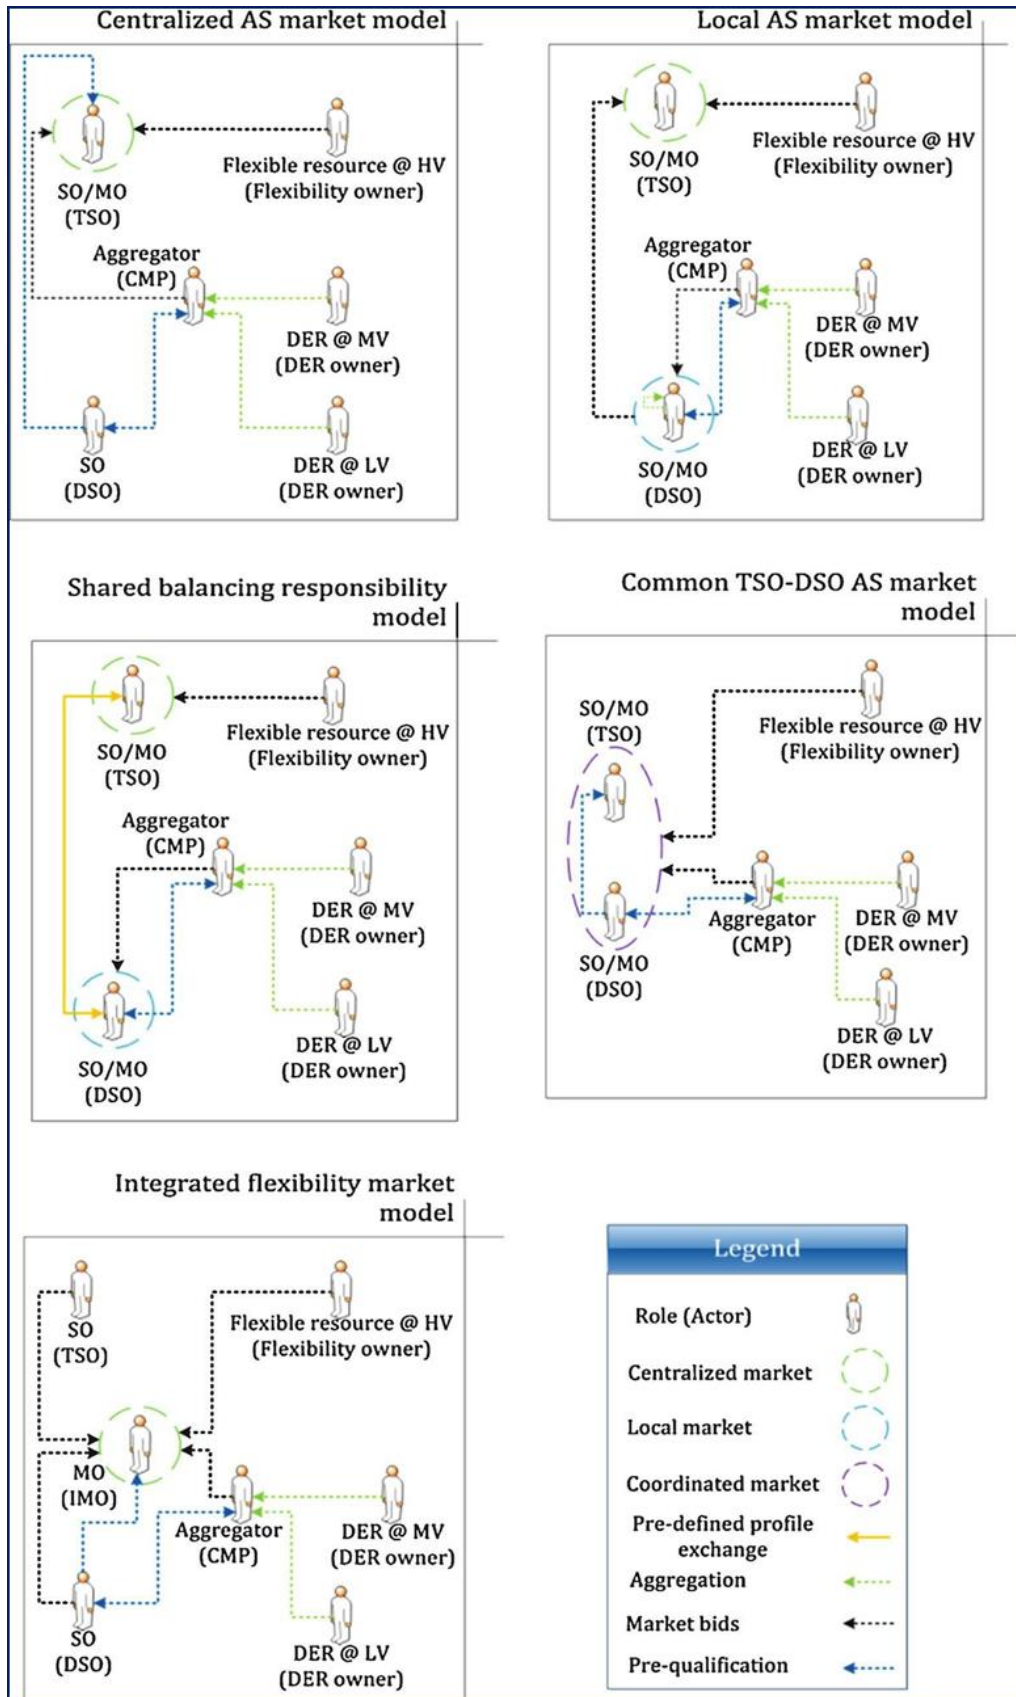 Centralized AS market model
SO/MO
(TSO)
Flexible resource @ HV
(Flexibility owner)
Aggregator
(CMP)
DER @ MV
(DER owner)
SO
(DSO)
DER @ LV
(DER owner)
Local AS market model
SO/MO
(TSO)
Flexible resource @ HV
(Flexibility owner)
Aggregator
(CMP)
DER @ MV
(DER owner)
SO/MO
(DSO)
DER @ LV
(DER owner)
Shared balancing responsibility
model
SO/MO
(TSO)
Flexible resource @ HV
(Flexibility owner)
Aggregator
(CMP)
DER @ MV
(DER owner)
SO/MO
(DSO)
DER @ LV
(DER owner)
Common TSO-DSO AS market
model
SO/MO
(TSO)
Flexible resource @ HV
(Flexibility owner)
Aggregator
(CMP)
DER @ MV
(DER owner)
SO/MO
(DSO)
DER @ LV
(DER owner)
Integrated flexibility market
model
SO
(TSO)
Flexible resource @ HV
(Flexibility owner)
MO
(IMO)
Aggregator
(CMP)
DER @ MV
(DER owner)
SO
(DSO)
DER @ LV
(DER owner)
Legend
Role (Actor)
Centralized market
Local market
Coordinated market
Pre-defined profile
exchange
Aggregation
Market bids
Pre-qualification